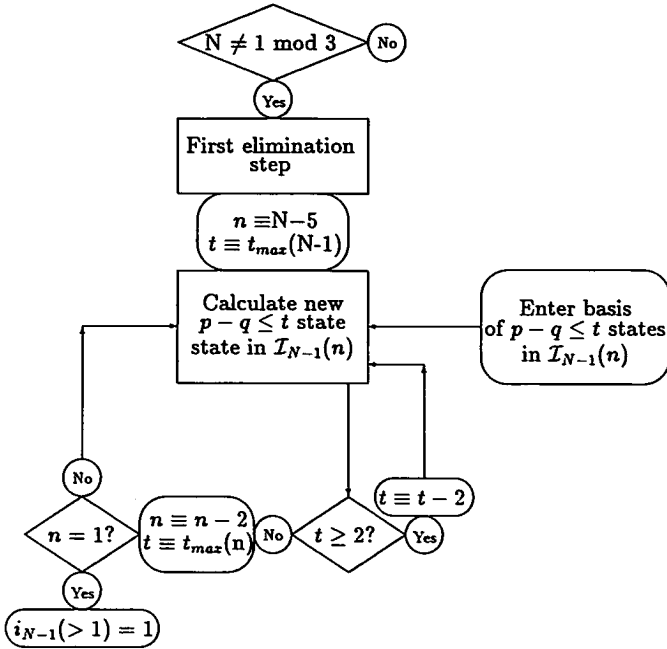 N ≠ 1 mod 3
No
Yes
First elimination
step
n ≡N−5
t ≡ t_max(N-1)
Calculate new
p − q ≤ t state
state in I_{N−1}(n)
Enter basis
of p − q ≤ t states
in I_{N−1}(n)
No
n = 1?
Yes
i_{N−1}(> 1) = 1
n ≡ n − 2
t ≡ t_max(n)
No
t ≥ 2?
Yes
t ≡ t − 2